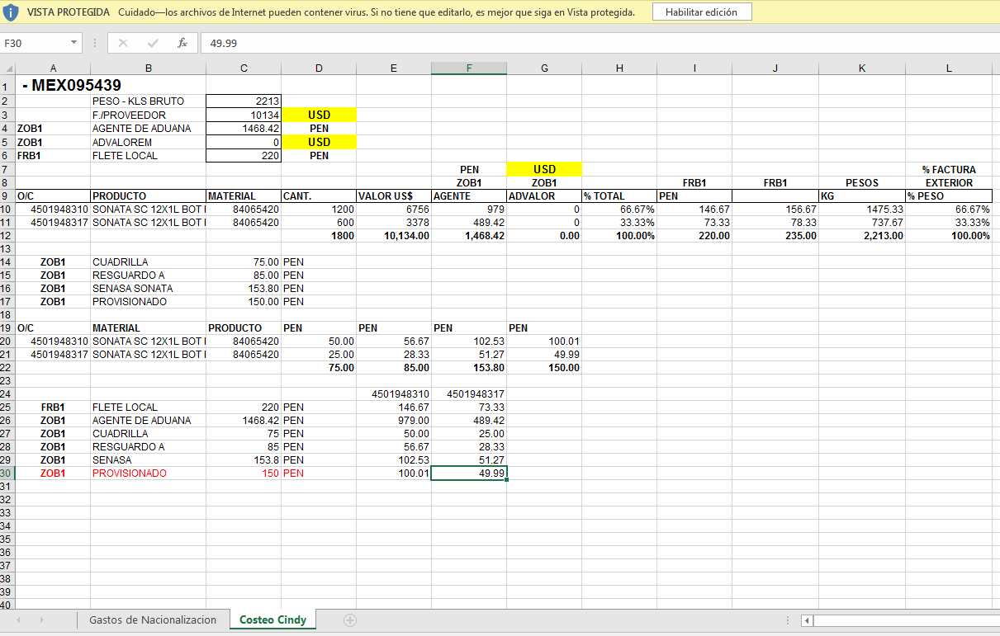 VISTA PROTEGIDA Cuidado—los archivos de Internet pueden contener virus. Si no tiene que editarlo, es mejor que siga en Vista protegida. Habilitar edición
F30 fx 49.99
A B C D E F G H I J K L
1 - MEX095439
2 PESO - KLS BRUTO 2213
3 F./PROVEEDOR 10134 USD
4 ZOB1 AGENTE DE ADUANA 1468.42 PEN
5 ZOB1 ADVALOREM 0 USD
6 FRB1 FLETE LOCAL 220 PEN
7 PEN USD % FACTURA
8 ZOB1 ZOB1 FRB1 FRB1 PESOS EXTERIOR
9 O/C PRODUCTO MATERIAL CANT. VALOR US$ AGENTE ADVALOR % TOTAL PEN KG % PESO
10 4501948310 SONATA SC 12X1L BOT 84065420 1200 6756 979 0 66.67% 146.67 156.67 1475.33 66.67%
11 4501948317 SONATA SC 12X1L BOT 84065420 600 3378 489.42 0 33.33% 73.33 78.33 737.67 33.33%
12 1800 10,134.00 1,468.42 0.00 100.00% 220.00 235.00 2,213.00 100.00%
13
14 ZOB1 CUADRILLA 75.00 PEN
15 ZOB1 RESGUARDO A 85.00 PEN
16 ZOB1 SENASA SONATA 153.80 PEN
17 ZOB1 PROVISIONADO 150.00 PEN
18
19 O/C MATERIAL PRODUCTO PEN PEN PEN PEN
20 4501948310 SONATA SC 12X1L BOT 84065420 50.00 56.67 102.53 100.01
21 4501948317 SONATA SC 12X1L BOT 84065420 25.00 28.33 51.27 49.99
22 75.00 85.00 153.80 150.00
23
24 4501948310 4501948317
25 FRB1 FLETE LOCAL 220 PEN 146.67 73.33
26 ZOB1 AGENTE DE ADUANA 1468.42 PEN 979.00 489.42
27 ZOB1 CUADRILLA 75 PEN 50.00 25.00
28 ZOB1 RESGUARDO A 85 PEN 56.67 28.33
29 ZOB1 SENASA 153.8 PEN 102.53 51.27
30 ZOB1 PROVISIONADO 150 PEN 100.01 49.99
31
32
33
34
35
36
37
38
39
40
Gastos de Nacionalizacion Costeo Cindy